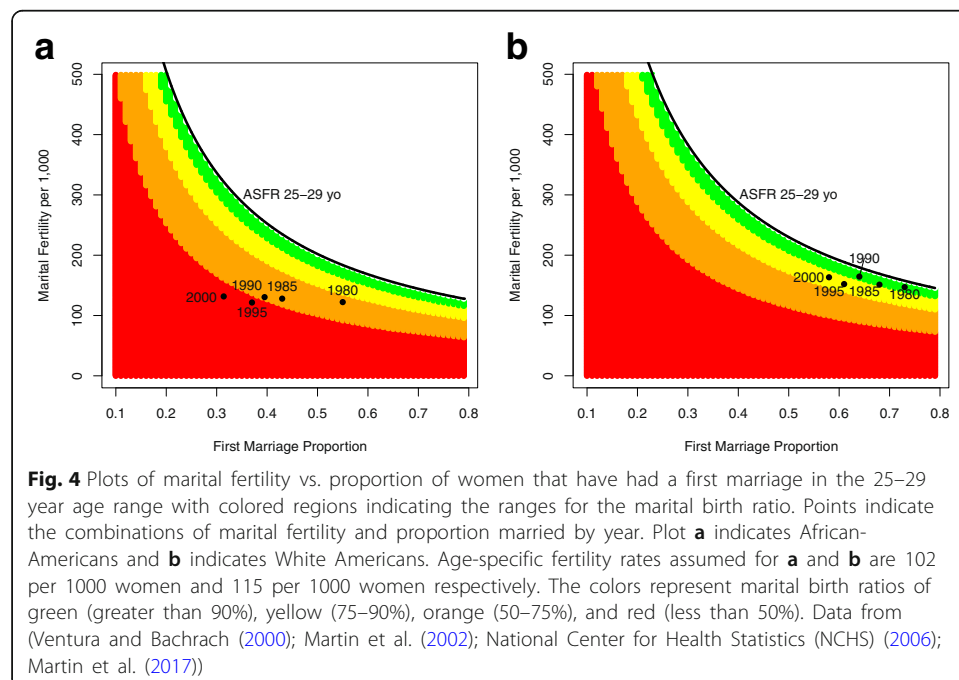 a
b
Marital Fertility per 1,000
500
400
300
200
100
0
ASFR 25–29 yo
2000
1990
1985
1995
1980
0.1 0.2 0.3 0.4 0.5 0.6 0.7 0.8
First Marriage Proportion
Marital Fertility per 1,000
500
400
300
200
100
0
ASFR 25–29 yo
1990
2000
1995
1985
1980
0.1 0.2 0.3 0.4 0.5 0.6 0.7 0.8
First Marriage Proportion
Fig. 4 Plots of marital fertility vs. proportion of women that have had a first marriage in the 25–29
year age range with colored regions indicating the ranges for the marital birth ratio. Points indicate
the combinations of marital fertility and proportion married by year. Plot a indicates African-
Americans and b indicates White Americans. Age-specific fertility rates assumed for a and b are 102
per 1000 women and 115 per 1000 women respectively. The colors represent marital birth ratios of
green (greater than 90%), yellow (75–90%), orange (50–75%), and red (less than 50%). Data from
(Ventura and Bachrach (2000); Martin et al. (2002); National Center for Health Statistics (NCHS) (2006);
Martin et al. (2017))